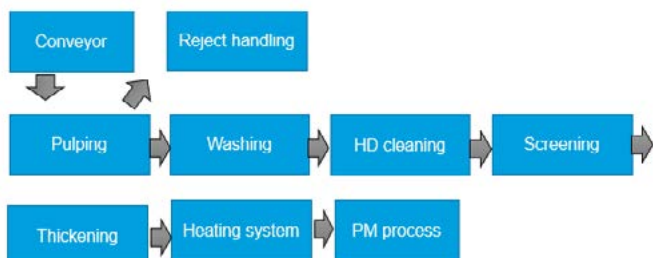 Conveyor
Reject handling
Pulping
Washing
HD cleaning
Screening
Thickening
Heating system
PM process